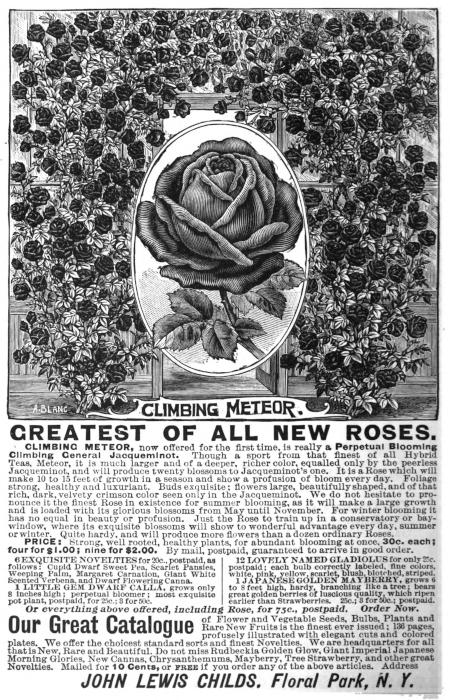 A. BLANC
CLIMBING METEOR.
GREATEST OF ALL NEW ROSES.
CLIMBING METEOR, now offered for the first time, is really a Perpetual Blooming
Climbing General Jacqueminot. Though a sport from that finest of all Hybrid
Teas, Meteor, it is much larger and of a deeper, richer color, equalled only by the peerless
Jacqueminot, and will produce twenty blossoms to Jacqueminot's one. It is a Rose which will
make 10 to 15 feet of growth in a season and show a profusion of bloom every day. Foliage
strong, healthy and luxuriant. Buds exquisite; flowers large, beautifully shaped, and of that
rich, dark, velvety crimson color seen only in the Jacqueminot. We do not hesitate to pro-
nounce it the finest Rose in existence for summer blooming, as it will make a large growth
and is loaded with its glorious blossoms from May until November. For winter blooming it
has no equal in beauty or profusion. Just the Rose to train up in a conservatory or bay-
window, where its exquisite blossoms will show to wonderful advantage every day, summer
or winter. Quite hardy, and will produce more flowers than a dozen ordinary Roses.
PRICE: Strong, well rooted, healthy plants, for abundant blooming at once, 30c. each;
four for $1.00; nine for $2.00. By mail, postpaid, guaranteed to arrive in good order.
6 EXQUISITE NOVELTIES for 20c., postpaid, as
follows: Cupid Dwarf Sweet Pea, Scarlet Pansies,
Weeping Palm, Margaret Carnation, Giant White
Scented Verbena, and Dwarf Flowering Canna.
1 LITTLE GEM DWARF CALLA, grows only
8 inches high; perpetual bloomer; most exquisite
pot plant, postpaid, for 25c.; 3 for 50c.
12 LOVELY NAMED GLADIOLUS for only 25c.
postpaid; each bulb correctly labeled, fine colors,
white, pink, yellow, scarlet, blush, blotched, striped.
1 JAPANESE GOLDEN MAYBERRY, grows 6
to 8 feet high, hardy, branching like a tree; bears
great golden berries of luscious quality, which ripen
earlier than Strawberries. 25c.; 3 for 50c.; postpaid.
Or everything above offered, including Rose, for 75c., postpaid. Order Now.
Our Great Catalogue of Flower and Vegetable Seeds, Bulbs, Plants and
Rare New Fruits is the finest ever issued; 136 pages,
profusely illustrated with elegant cuts and colored
plates. We offer the choicest standard sorts and finest Novelties. We are headquarters for all
that is New, Rare and Beautiful. Do not miss Rudbeckia Golden Glow, Giant Imperial Japanese
Morning Glories, New Cannas, Chrysanthemums, Mayberry, Tree Strawberry, and other great
Novelties. Mailed for 10 Cents, or FREE if you order any of the above articles. Address
JOHN LEWIS CHILDS, Floral Park, N. Y.